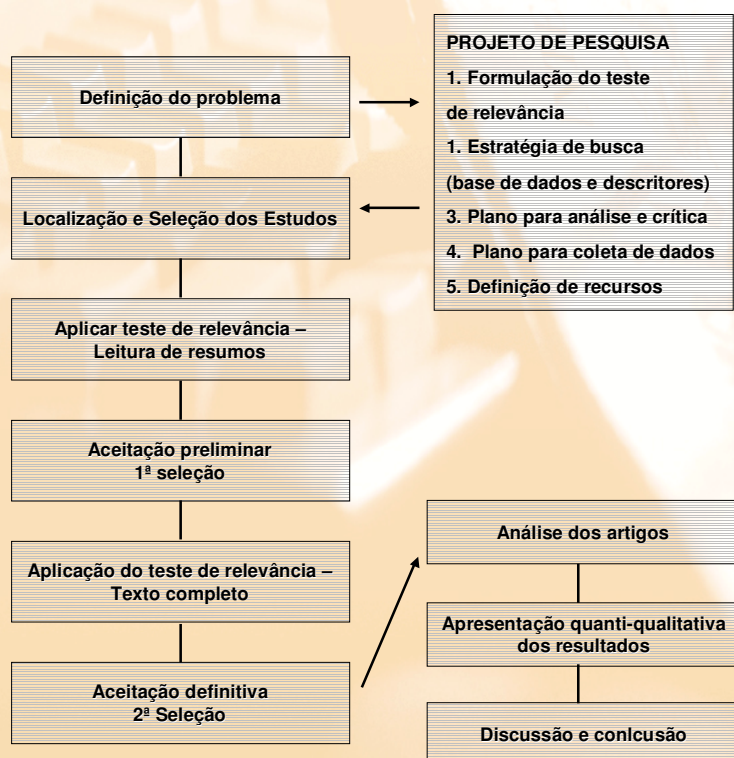 Definição do problema
PROJETO DE PESQUISA
1. Formulação do teste
de relevância
1. Estratégia de busca
(base de dados e descritores)
3. Plano para análise e crítica
4. Plano para coleta de dados
5. Definição de recursos
Localização e Seleção dos Estudos
Aplicar teste de relevância –
Leitura de resumos
Aceitação preliminar
1ª seleção
Aplicação do teste de relevância –
Texto completo
Aceitação definitiva
2ª Seleção
Análise dos artigos
Apresentação quanti-qualitativa
dos resultados
Discussão e conlcusão